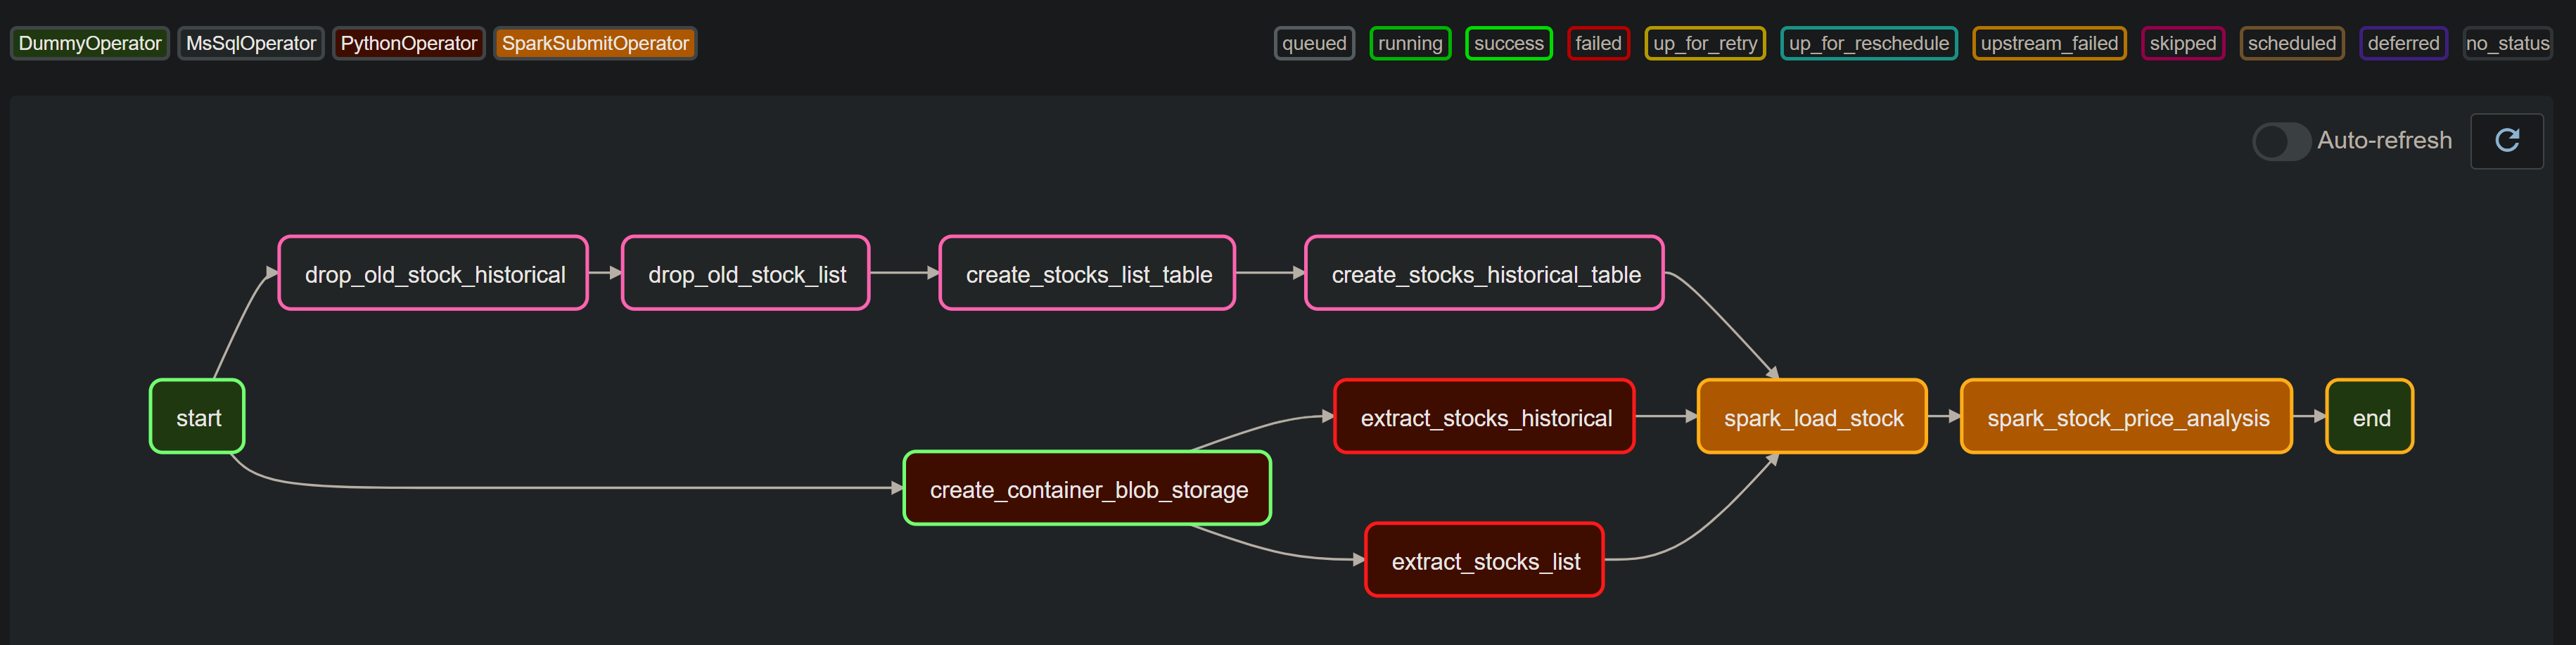 DummyOperator MsSqlOperator PythonOperator SparkSubmitOperator queued running success failed up_for_retry up_for_reschedule upstream_failed skipped scheduled deferred no_status
Auto-refresh
drop_old_stock_historical drop_old_stock_list create_stocks_list_table create_stocks_historical_table
start extract_stocks_historical spark_load_stock spark_stock_price_analysis end
create_container_blob_storage
extract_stocks_list